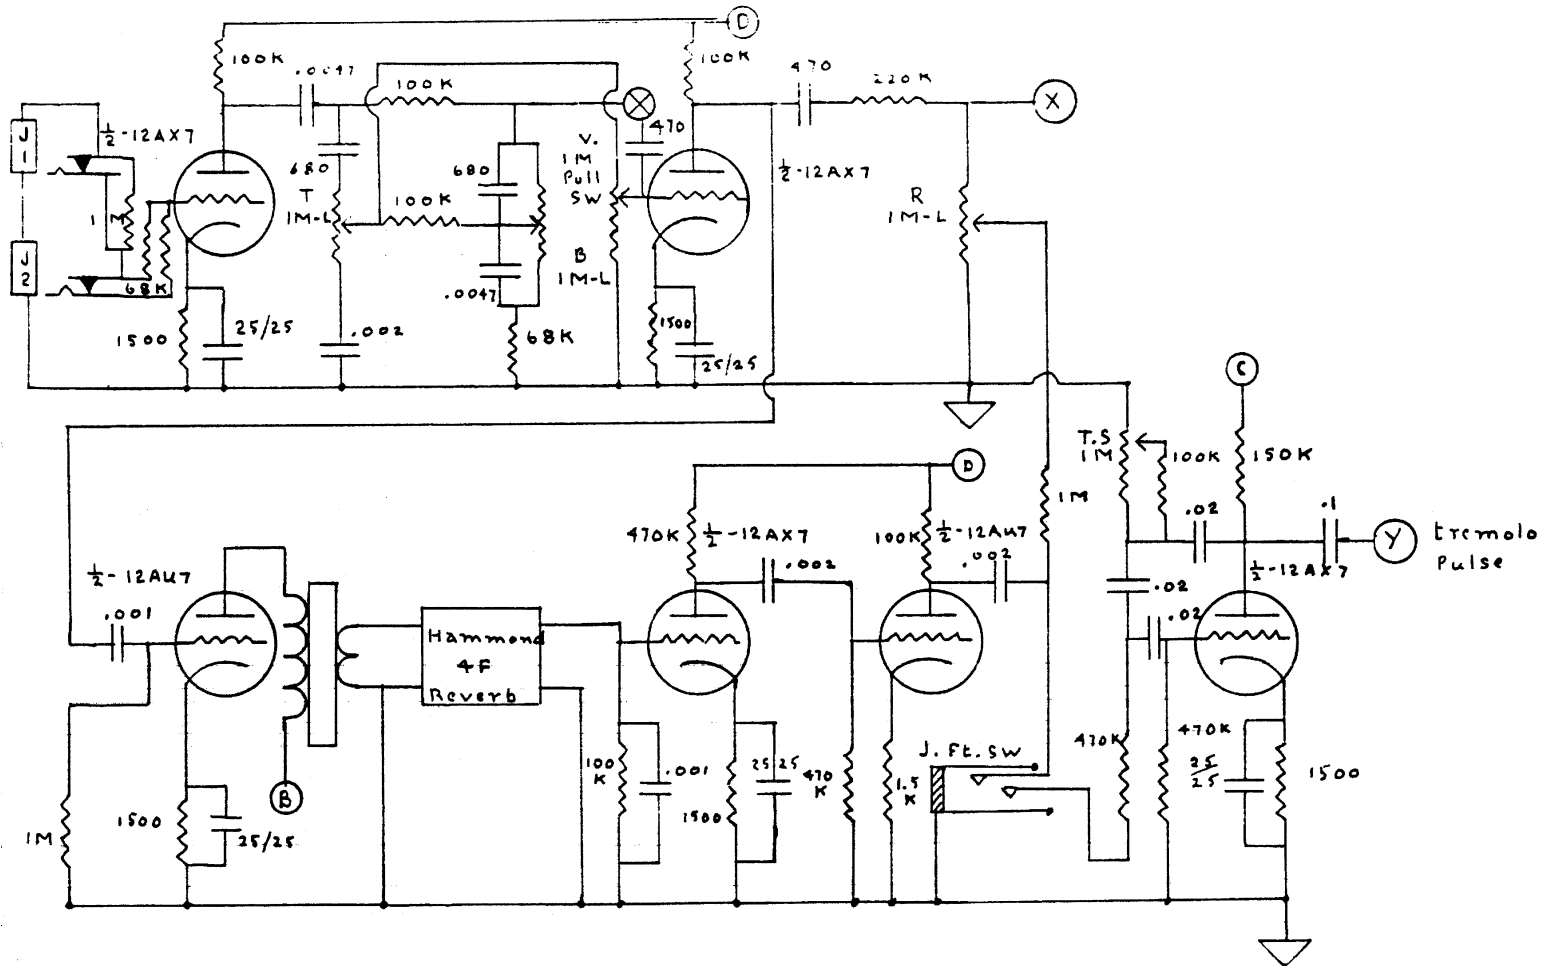 D
100K
100K
.0047
100K
470
220K
X
J1
½-12AX7
1M
68K
680
T
1M-L
100K
680
V.
1M
Pull
SW
470
½-12AX7
R
1M-L
B
1M-L
.0047
1500
25/25
.002
68K
1500
25/25
J2
C
T.S
1M
100K
150K
D
470K
½-12AX7
100K
½-12AU7
1M
.02
.1
Y
tremolo
Pulse
½-12AU7
.001
.002
.002
½-12AX7
.02
.02
Hammond
4F
Reverb
B
1M
1500
25/25
100
K
.001
1500
25 25
470
K
1.5
K
J. Ft. SW
470K
470K
25/25
1500